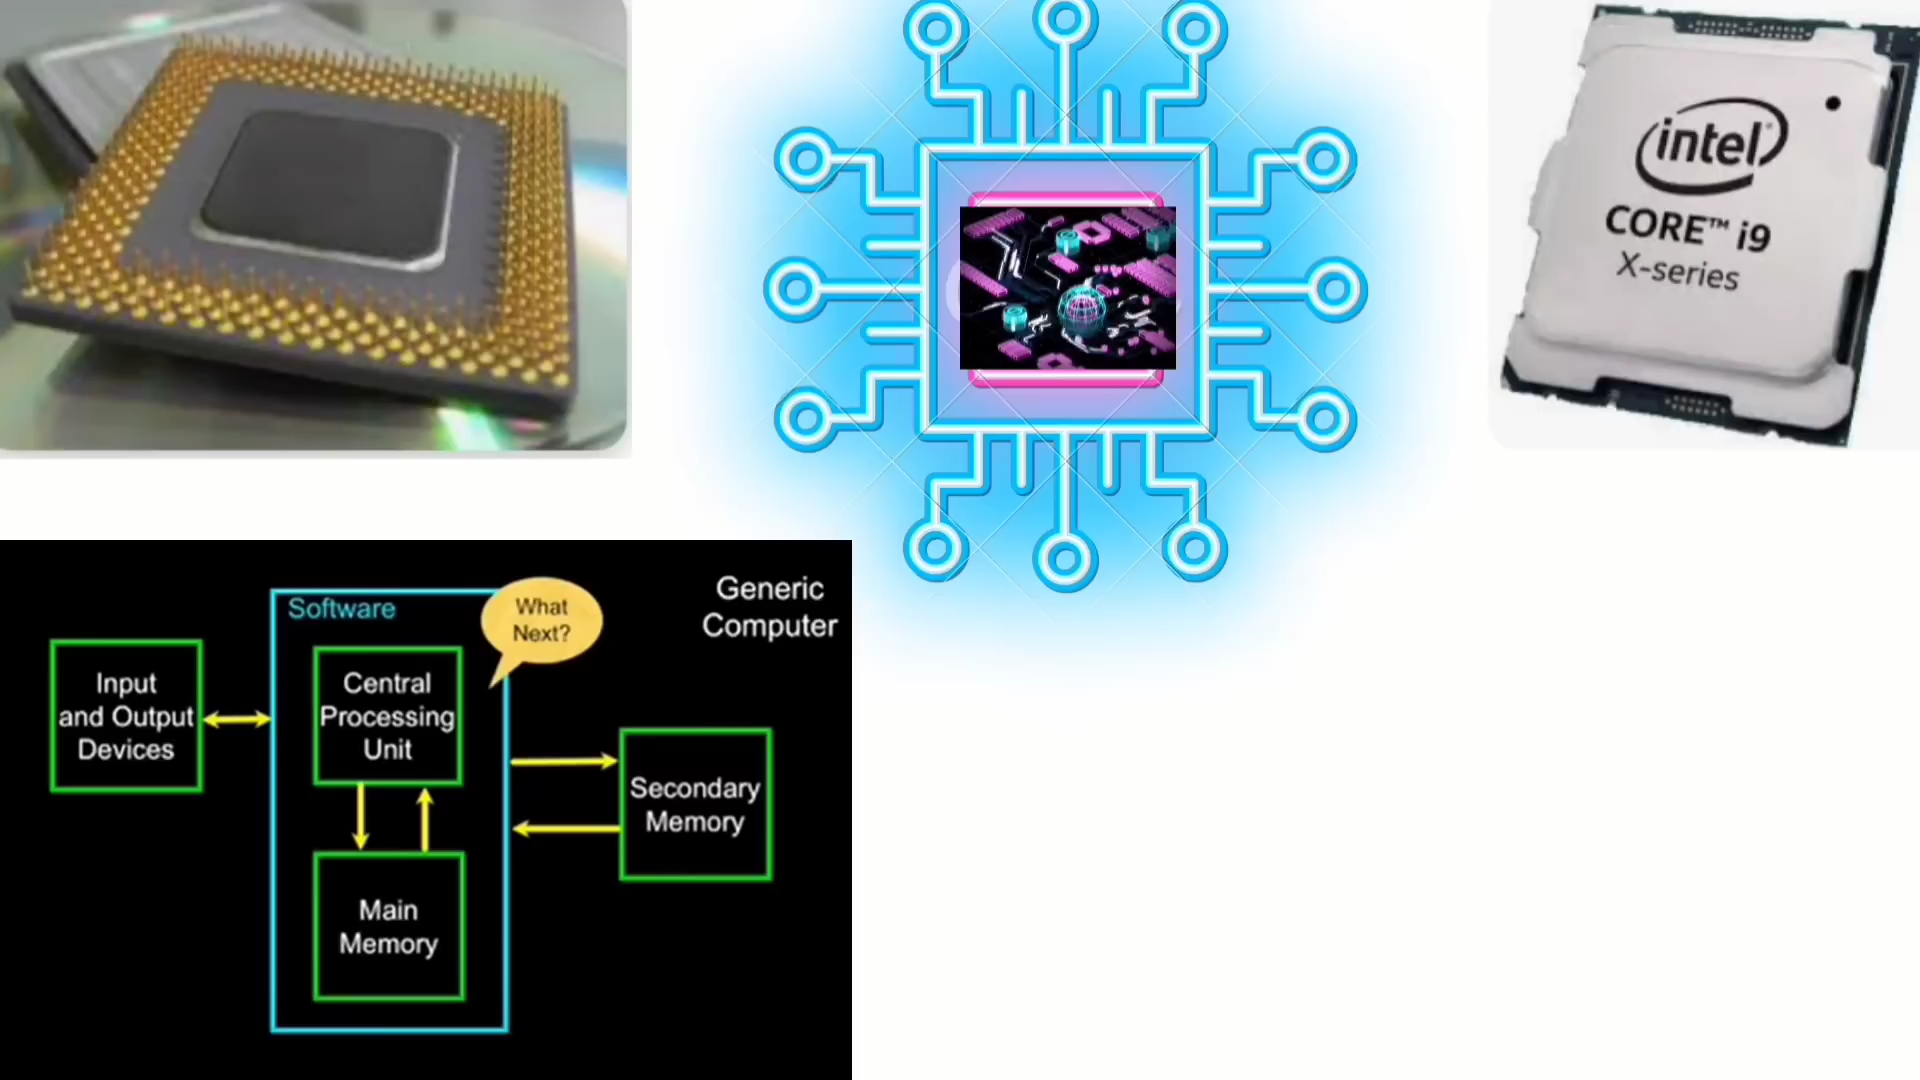 intel
CORE™ i9
X-series
Generic
Computer
Software
What
Next?
Input
and Output
Devices
Central
Processing
Unit
Secondary
Memory
Main
Memory